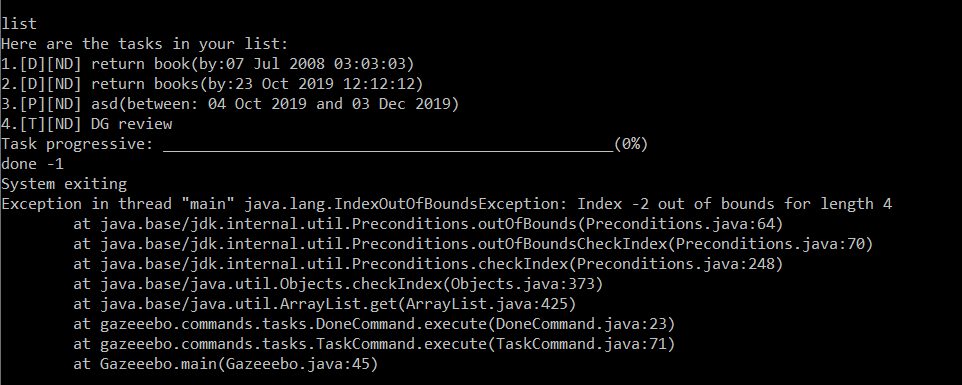 list
Here are the tasks in your list:
1.[D][ND] return book(by:07 Jul 2008 03:03:03)
2.[D][ND] return books(by:23 Oct 2019 12:12:12)
3.[P][ND] asd(between: 04 Oct 2019 and 03 Dec 2019)
4.[T][ND] DG review
Task progressive: __________________________________________________(0%)
done -1
System exiting
Exception in thread "main" java.lang.IndexOutOfBoundsException: Index -2 out of bounds for length 4
        at java.base/jdk.internal.util.Preconditions.outOfBounds(Preconditions.java:64)
        at java.base/jdk.internal.util.Preconditions.outOfBoundsCheckIndex(Preconditions.java:70)
        at java.base/jdk.internal.util.Preconditions.checkIndex(Preconditions.java:248)
        at java.base/java.util.Objects.checkIndex(Objects.java:373)
        at java.base/java.util.ArrayList.get(ArrayList.java:425)
        at gazeeebo.commands.tasks.DoneCommand.execute(DoneCommand.java:23)
        at gazeeebo.commands.tasks.TaskCommand.execute(TaskCommand.java:71)
        at Gazeeebo.main(Gazeeebo.java:45)